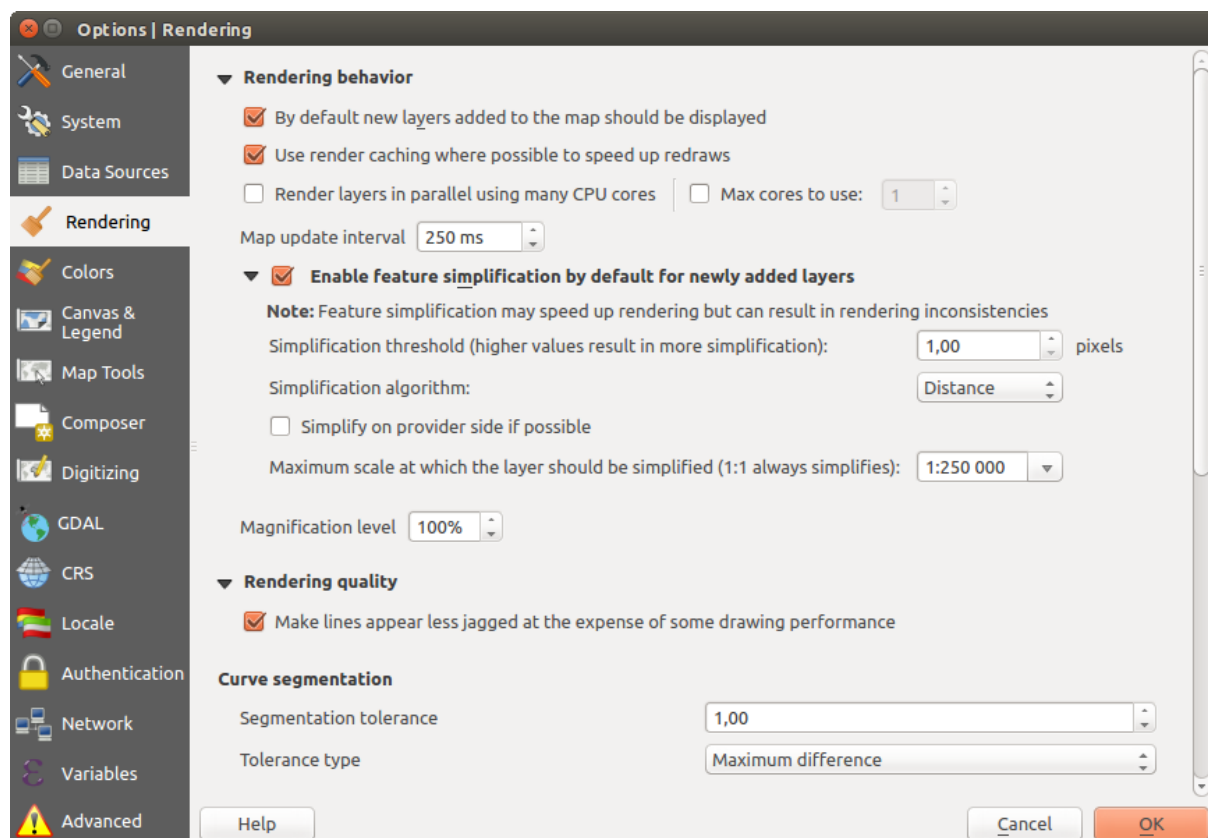 Options | Rendering
General
System
Data Sources
Rendering
Colors
Canvas &
Legend
Map Tools
Composer
Digitizing
GDAL
CRS
Locale
Authentication
Network
Variables
Advanced
Rendering behavior
By default new layers added to the map should be displayed
Use render caching where possible to speed up redraws
Render layers in parallel using many CPU cores Max cores to use: 1
Map update interval 250 ms
Enable feature simplification by default for newly added layers
Note: Feature simplification may speed up rendering but can result in rendering inconsistencies
Simplification threshold (higher values result in more simplification): 1,00 pixels
Simplification algorithm: Distance
Simplify on provider side if possible
Maximum scale at which the layer should be simplified (1:1 always simplifies): 1:250 000
Magnification level 100%
Rendering quality
Make lines appear less jagged at the expense of some drawing performance
Curve segmentation
Segmentation tolerance 1,00
Tolerance type Maximum difference
Help Cancel OK